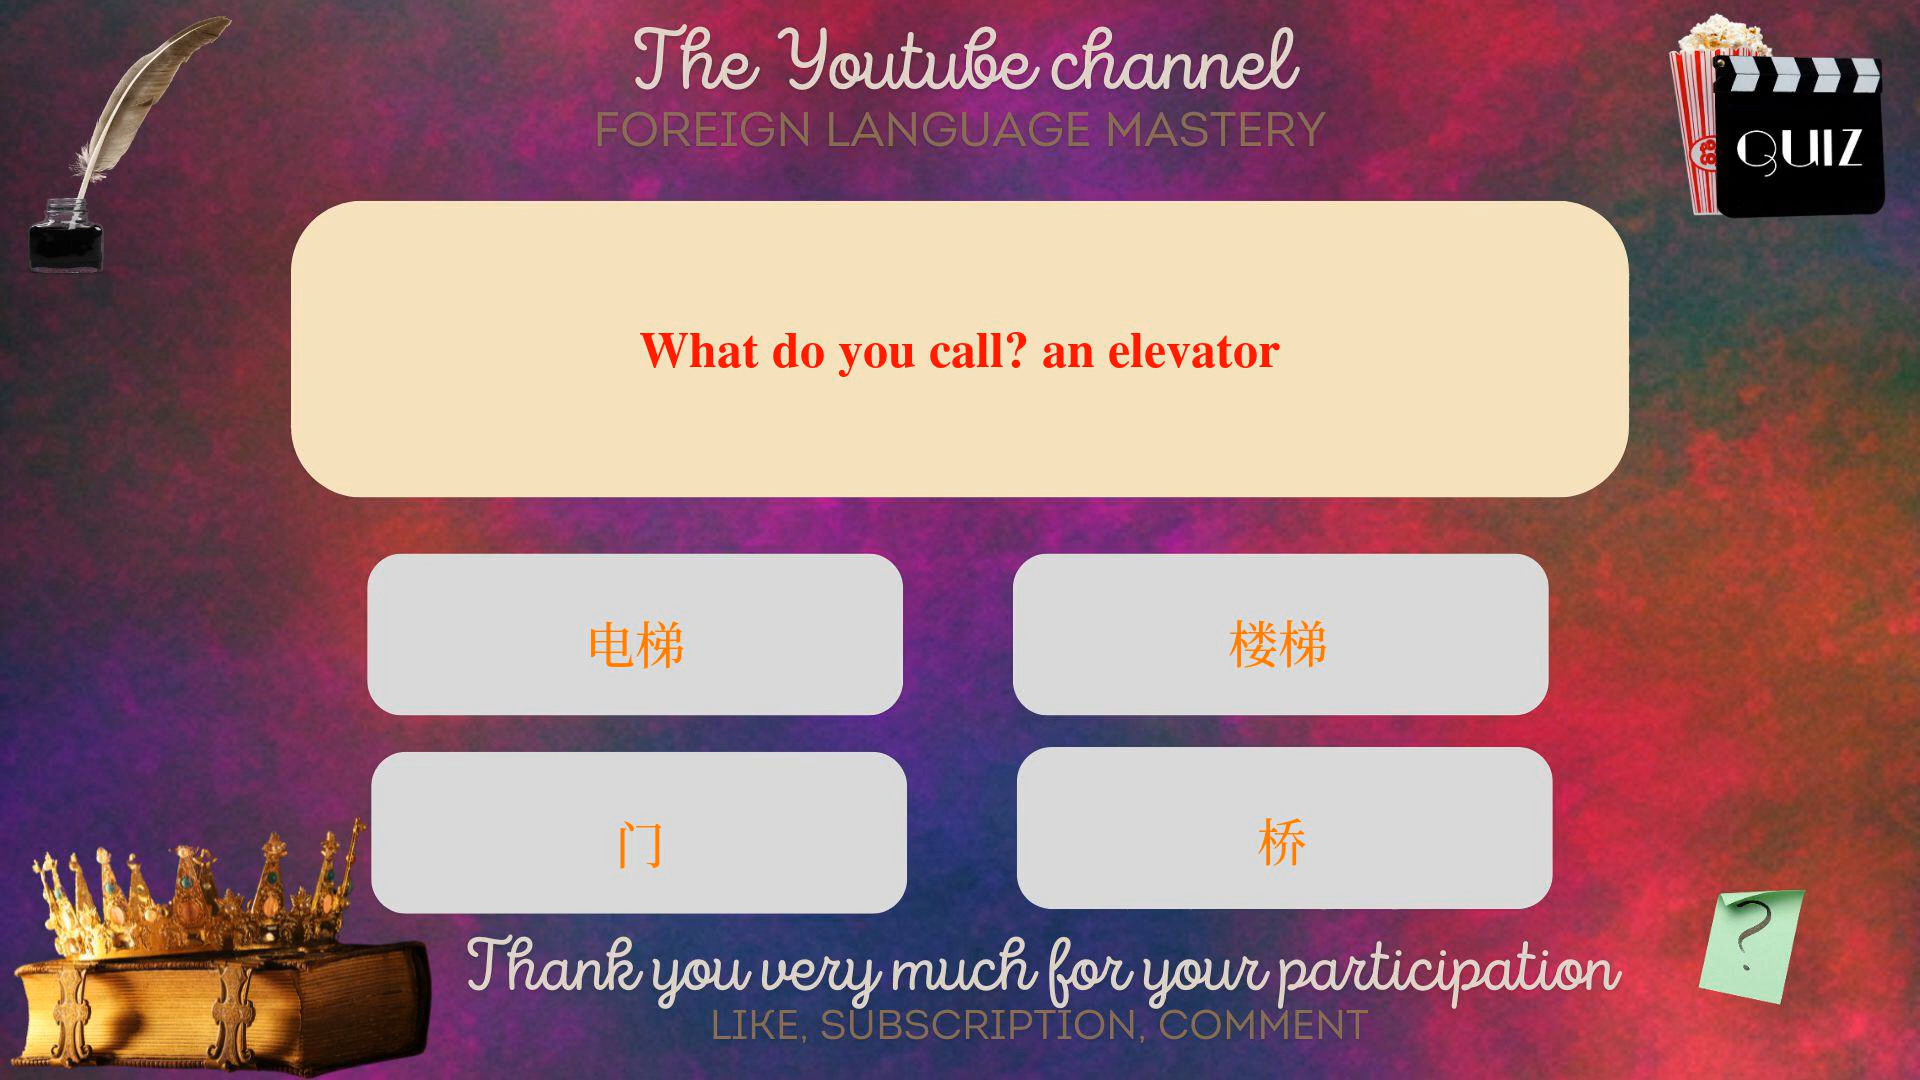 The Youtube channel
FOREIGN LANGUAGE MASTERY
QUIZ
88
What do you call? an elevator
电梯
楼梯
门
桥
?
Thank you very much for your participation
LIKE, SUBSCRIPTION, COMMENT